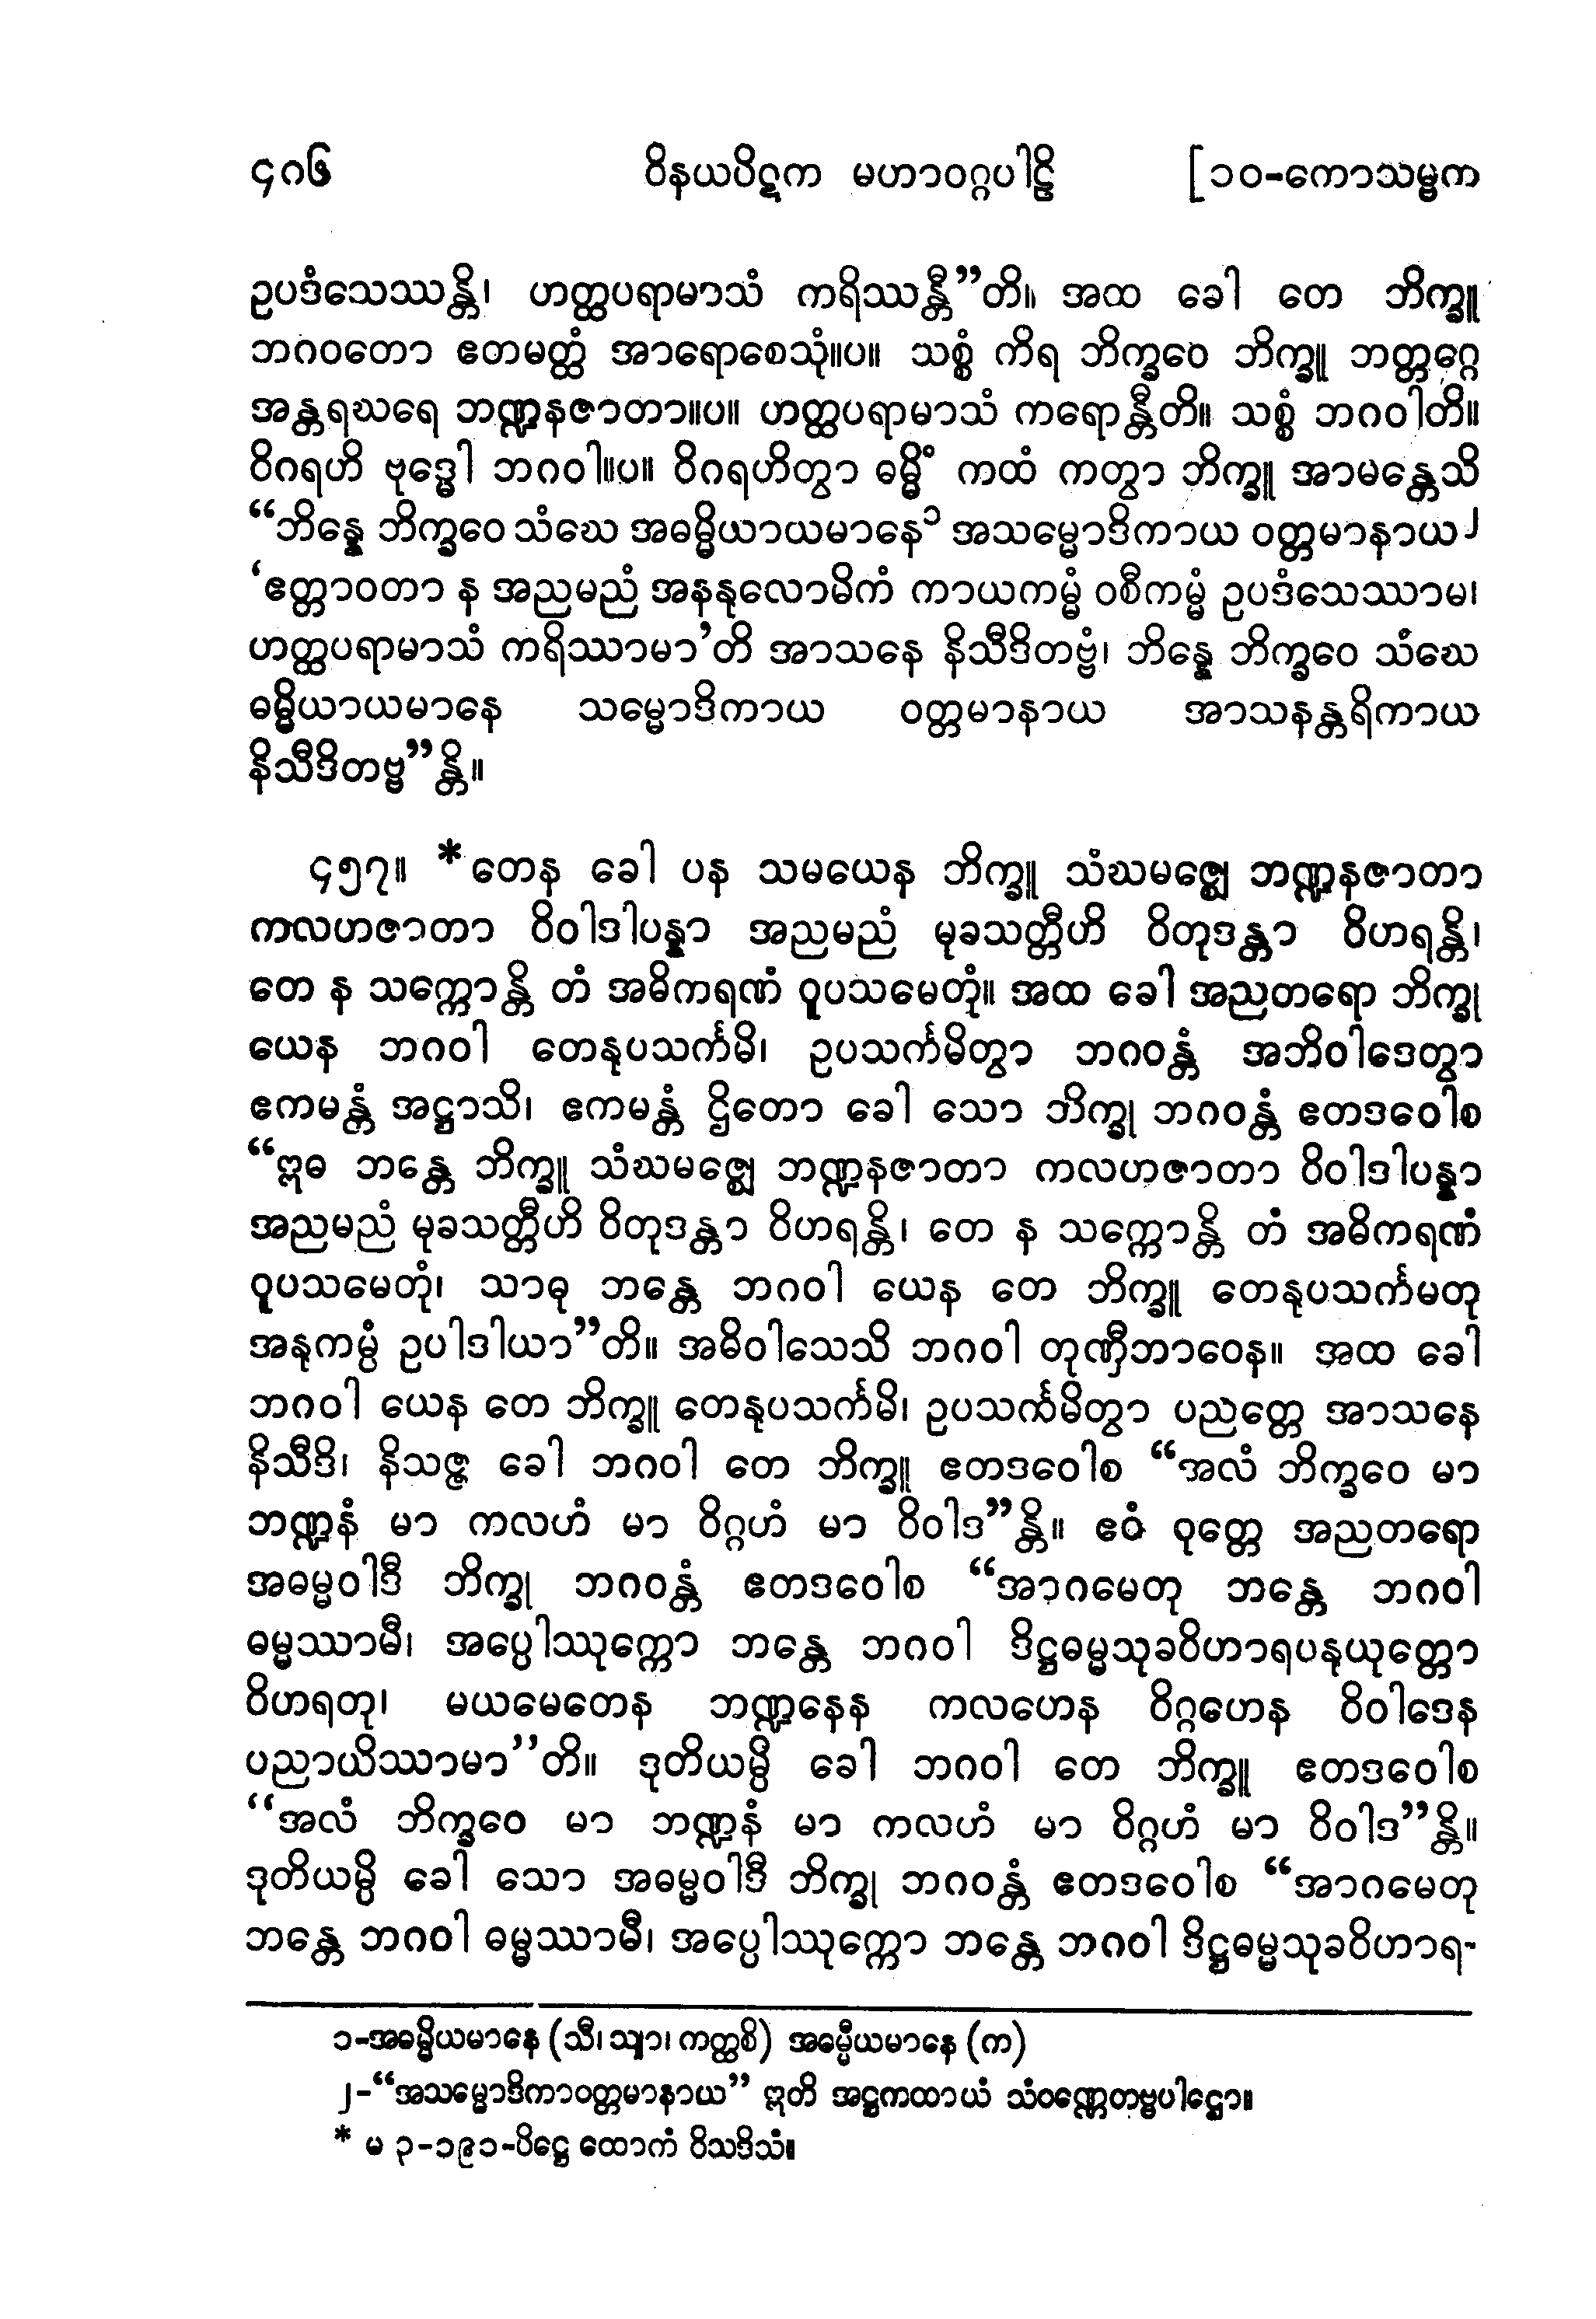 ၄၈၆ ဝိနယပိဋက မဟာဝဂ္ဂပါဠိ [၁၀-ကောသမ္ဗက
ဥပဒံသေဿန္တိ၊ ဟတ္ထပရာမာသံ ကရိဿန္တီ”တိ။ အထ ခေါ တေ ဘိက္ခူ
ဘဂဝတော ဧတမတ္ထံ အာရောစေသုံ။ပ။ သစ္စံ ကိရ ဘိက္ခဝေ ဘိက္ခူ ဘတ္တဂ္ဂေ
အန္တရဃရေ ဘဏ္ဍနဇာတာ။ပ။ ဟတ္ထပရာမာသံ ကရောန္တီတိ။ သစ္စံ ဘဂဝါတိ။
ဝိဂရဟိ ဗုဒ္ဓေါ ဘဂဝါ။ပ။ ဝိဂရဟိတွာ ဓမ္မိံ ကထံ ကတွာ ဘိက္ခူ အာမန္တေသိ
“ဘိန္နေ ဘိက္ခဝေ သံဃေ အဓမ္မိယာယမာနေ၁ အသမ္မောဒိကာယ ဝတ္တမာနာယ၂
‘ဧတ္တာဝတာ န အညမညံ အနနုလောမိကံ ကာယကမ္မံ ဝစီကမ္မံ ဥပဒံသေဿာမ၊
ဟတ္ထပရာမာသံ ကရိဿာမာ’တိ အာသနေ နိသီဒိတဗ္ဗံ၊ ဘိန္နေ ဘိက္ခဝေ သံဃေ
ဓမ္မိယာယမာနေ သမ္မောဒိကာယ ဝတ္တမာနာယ အာသနန္တရိကာယ
နိသီဒိတဗ္ဗ”န္တိ။
၄၅၇။ *တေန ခေါ ပန သမယေန ဘိက္ခူ သံဃမဇ္ဈေ ဘဏ္ဍနဇာတာ
ကလဟဇာတာ ဝိဝါဒါပန္နာ အညမညံ မုခသတ္တီဟိ ဝိတုဒန္တာ ဝိဟရန္တိ၊
တေ န သက္ကောန္တိ တံ အဓိကရဏံ ဝူပသမေတုံ။ အထ ခေါ အညတရော ဘိက္ခု
ယေန ဘဂဝါ တေနုပသင်္ကမိ၊ ဥပသင်္ကမိတွာ ဘဂဝန္တံ အဘိဝါဒေတွာ
ဧကမန္တံ အဋ္ဌာသိ၊ ဧကမန္တံ ဌိတော ခေါ သော ဘိက္ခု ဘဂဝန္တံ ဧတဒဝေါစ
“ဣဓ ဘန္တေ ဘိက္ခူ သံဃမဇ္ဈေ ဘဏ္ဍနဇာတာ ကလဟဇာတာ ဝိဝါဒါပန္နာ
အညမညံ မုခသတ္တီဟိ ဝိတုဒန္တာ ဝိဟရန္တိ၊ တေ န သက္ကောန္တိ တံ အဓိကရဏံ
ဝူပသမေတုံ၊ သာဓု ဘန္တေ ဘဂဝါ ယေန တေ ဘိက္ခူ တေနုပသင်္ကမတု
အနုကမ္ပံ ဥပါဒါယာ”တိ။ အဓိဝါသေသိ ဘဂဝါ တုဏှီဘာဝေန။ အထ ခေါ
ဘဂဝါ ယေန တေ ဘိက္ခူ တေနုပသင်္ကမိ၊ ဥပသင်္ကမိတွာ ပညတ္တေ အာသနေ
နိသီဒိ၊ နိသဇ္ဇ ခေါ ဘဂဝါ တေ ဘိက္ခူ ဧတဒဝေါစ “အလံ ဘိက္ခဝေ မာ
ဘဏ္ဍနံ မာ ကလဟံ မာ ဝိဂ္ဂဟံ မာ ဝိဝါဒ”န္တိ။ ဧဝံ ဝုတ္တေ အညတရော
အဓမ္မဝါဒီ ဘိက္ခု ဘဂဝန္တံ ဧတဒဝေါစ “အာဂမေတု ဘန္တေ ဘဂဝါ
ဓမ္မဿာမီ၊ အပ္ပေါဿုက္ကော ဘန္တေ ဘဂဝါ ဒိဋ္ဌဓမ္မသုခဝိဟာရပနုယုတ္တော
ဝိဟရတု၊ မယမေတေန ဘဏ္ဍနေန ကလဟေန ဝိဂ္ဂဟေန ဝိဝါဒေန
ပညာယိဿာမာ”တိ။ ဒုတိယမ္ပိ ခေါ ဘဂဝါ တေ ဘိက္ခူ ဧတဒဝေါစ
“အလံ ဘိက္ခဝေ မာ ဘဏ္ဍနံ မာ ကလဟံ မာ ဝိဂ္ဂဟံ မာ ဝိဝါဒ”န္တိ။
ဒုတိယမ္ပိ ခေါ သော အဓမ္မဝါဒီ ဘိက္ခု ဘဂဝန္တံ ဧတဒဝေါစ “အာဂမေတု
ဘန္တေ ဘဂဝါ ဓမ္မဿာမီ၊ အပ္ပေါဿုက္ကော ဘန္တေ ဘဂဝါ ဒိဋ္ဌဓမ္မသုခဝိဟာရ-
၁-အဓမ္မိယမာနေ (သီ၊ သျာ၊ ကတ္ထစိ) အဓမ္မီယမာနေ (က)
၂-“အသမ္မောဒိကာဝတ္တမာနာယ” ဣတိ အဋ္ဌကထာယံ သံဝဏ္ဏေတဗ္ဗပါဌော။
* မ ၃-၁၉၁-ပိဋ္ဌေ ထောကံ ဝိသဒိသံ။